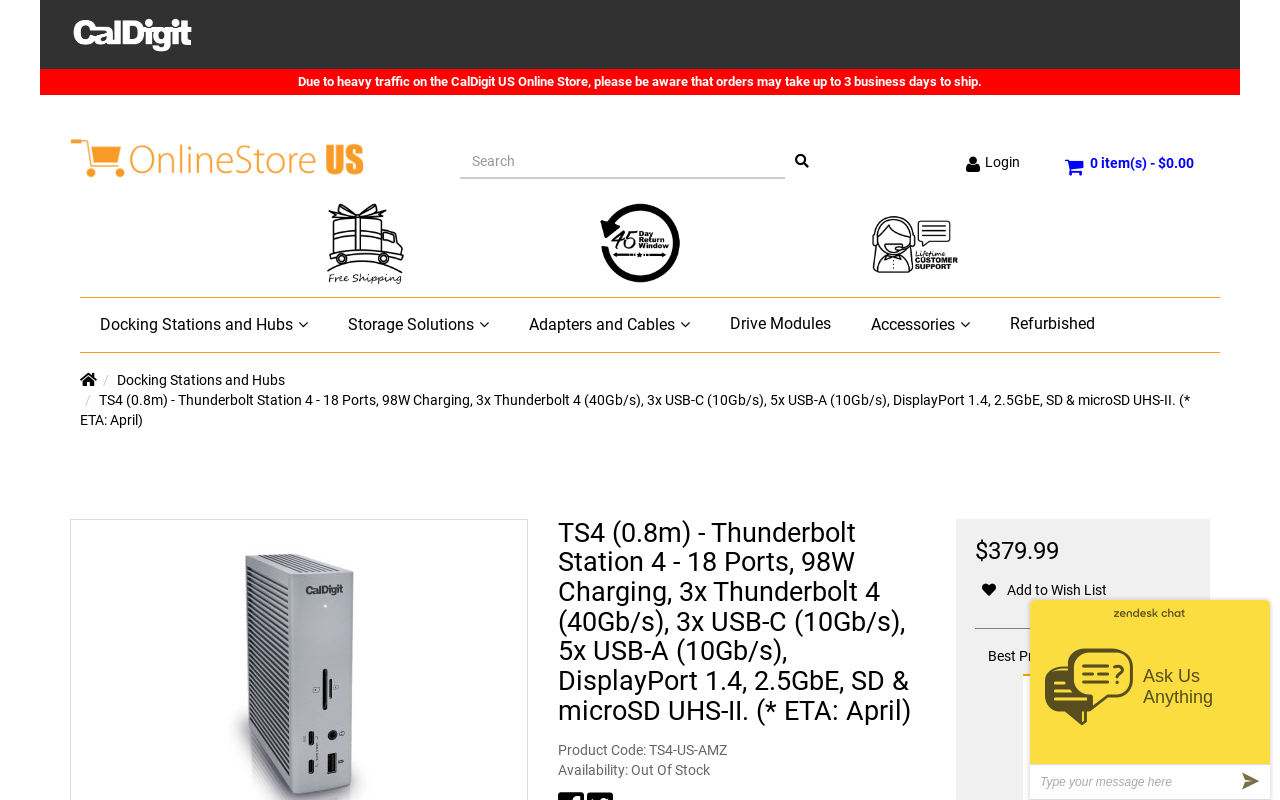 CalDigit
Due to heavy traffic on the CalDigit US Online Store, please be aware that orders may take up to 3 business days to ship.
OnlineStore US
Search
Login
0 item(s) - $0.00
Free Shipping
45 Day Return Window
Lifetime CUSTOMER SUPPORT
Docking Stations and Hubs
Storage Solutions
Adapters and Cables
Drive Modules
Accessories
Refurbished
/ Docking Stations and Hubs
/ TS4 (0.8m) - Thunderbolt Station 4 - 18 Ports, 98W Charging, 3x Thunderbolt 4 (40Gb/s), 3x USB-C (10Gb/s), 5x USB-A (10Gb/s), DisplayPort 1.4, 2.5GbE, SD & microSD UHS-II. (*
ETA: April)
CalDigit
TS4 (0.8m) - Thunderbolt
Station 4 - 18 Ports, 98W
Charging, 3x Thunderbolt 4
(40Gb/s), 3x USB-C (10Gb/s),
5x USB-A (10Gb/s),
DisplayPort 1.4, 2.5GbE, SD &
microSD UHS-II. (* ETA: April)
Product Code: TS4-US-AMZ
Availability: Out Of Stock
$379.99
Add to Wish List
Best
zendesk chat
Ask Us
Anything
Type your message here